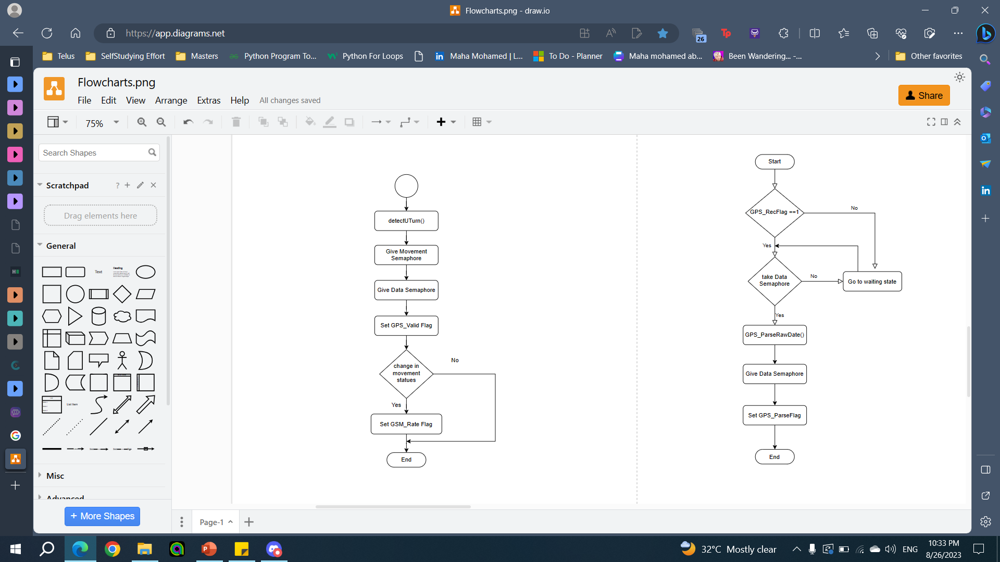 Flowcharts.png - draw.io
https://app.diagrams.net
26
Telus
SelfStudying Effort
Masters
Python Program To...
Python For Loops
Maha Mohamed | L...
To Do - Planner
Maha mohamed ab...
Been Wandering... -...
Other favorites
Flowcharts.png
File Edit View Arrange Extras Help All changes saved
Share
75%
Search Shapes
Scratchpad
?
Drag elements here
General
Text
Heading
List Item
Misc
Advanced
+ More Shapes
detectUTurn()
Give Movement
Semaphore
Give Data Semaphore
Set GPS_Valid Flag
change in
movement
statues
No
Yes
Set GSM_Rate Flag
End
Start
GPS_RecFlag ==1
No
Yes
take Data
Semaphore
No
Go to waiting state
Yes
GPS_ParseRawDate()
Give Data Semaphore
Set GPS_ParseFlag
End
Page-1
32°C Mostly clear
ENG
10:33 PM
8/26/2023